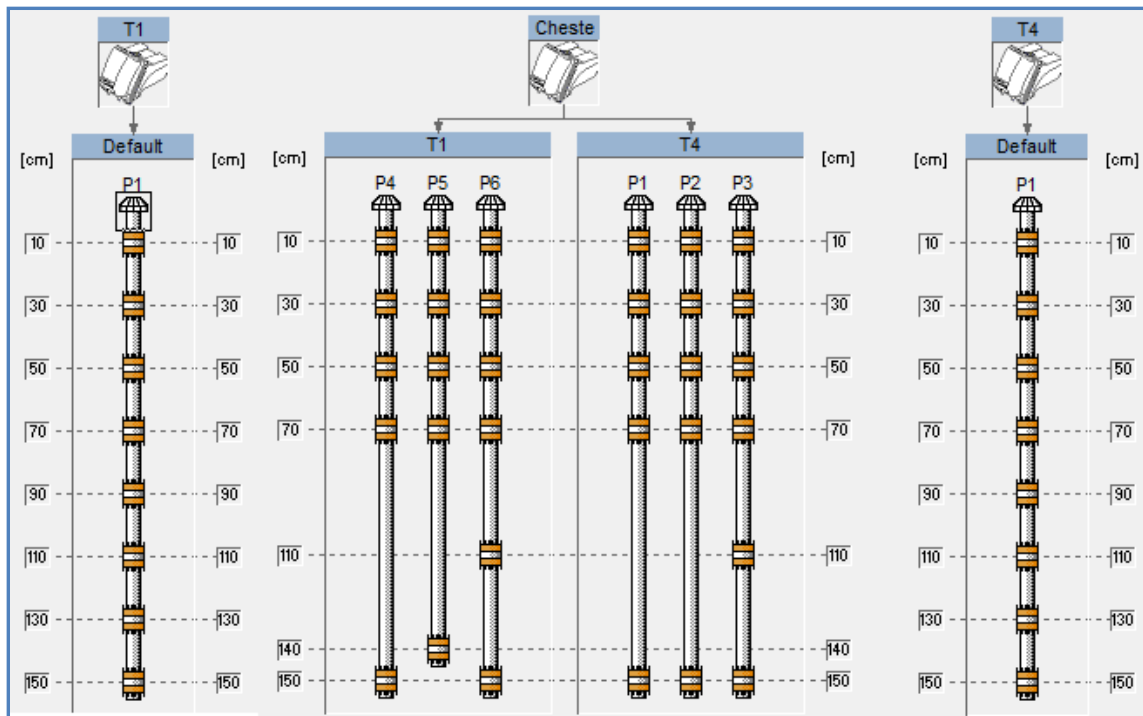 T1 Cheste T4
Default T1 T4 Default
[cm] [cm] [cm] [cm] [cm] [cm]
P1 P4 P5 P6 P1 P2 P3 P1
10 10 10 10 10 10
30 30 30 30 30 30
50 50 50 50 50 50
70 70 70 70 70 70
90 90 90 90
110 110 110 110 110 110
130 130 130 130
140 140
150 150 150 150 150 150